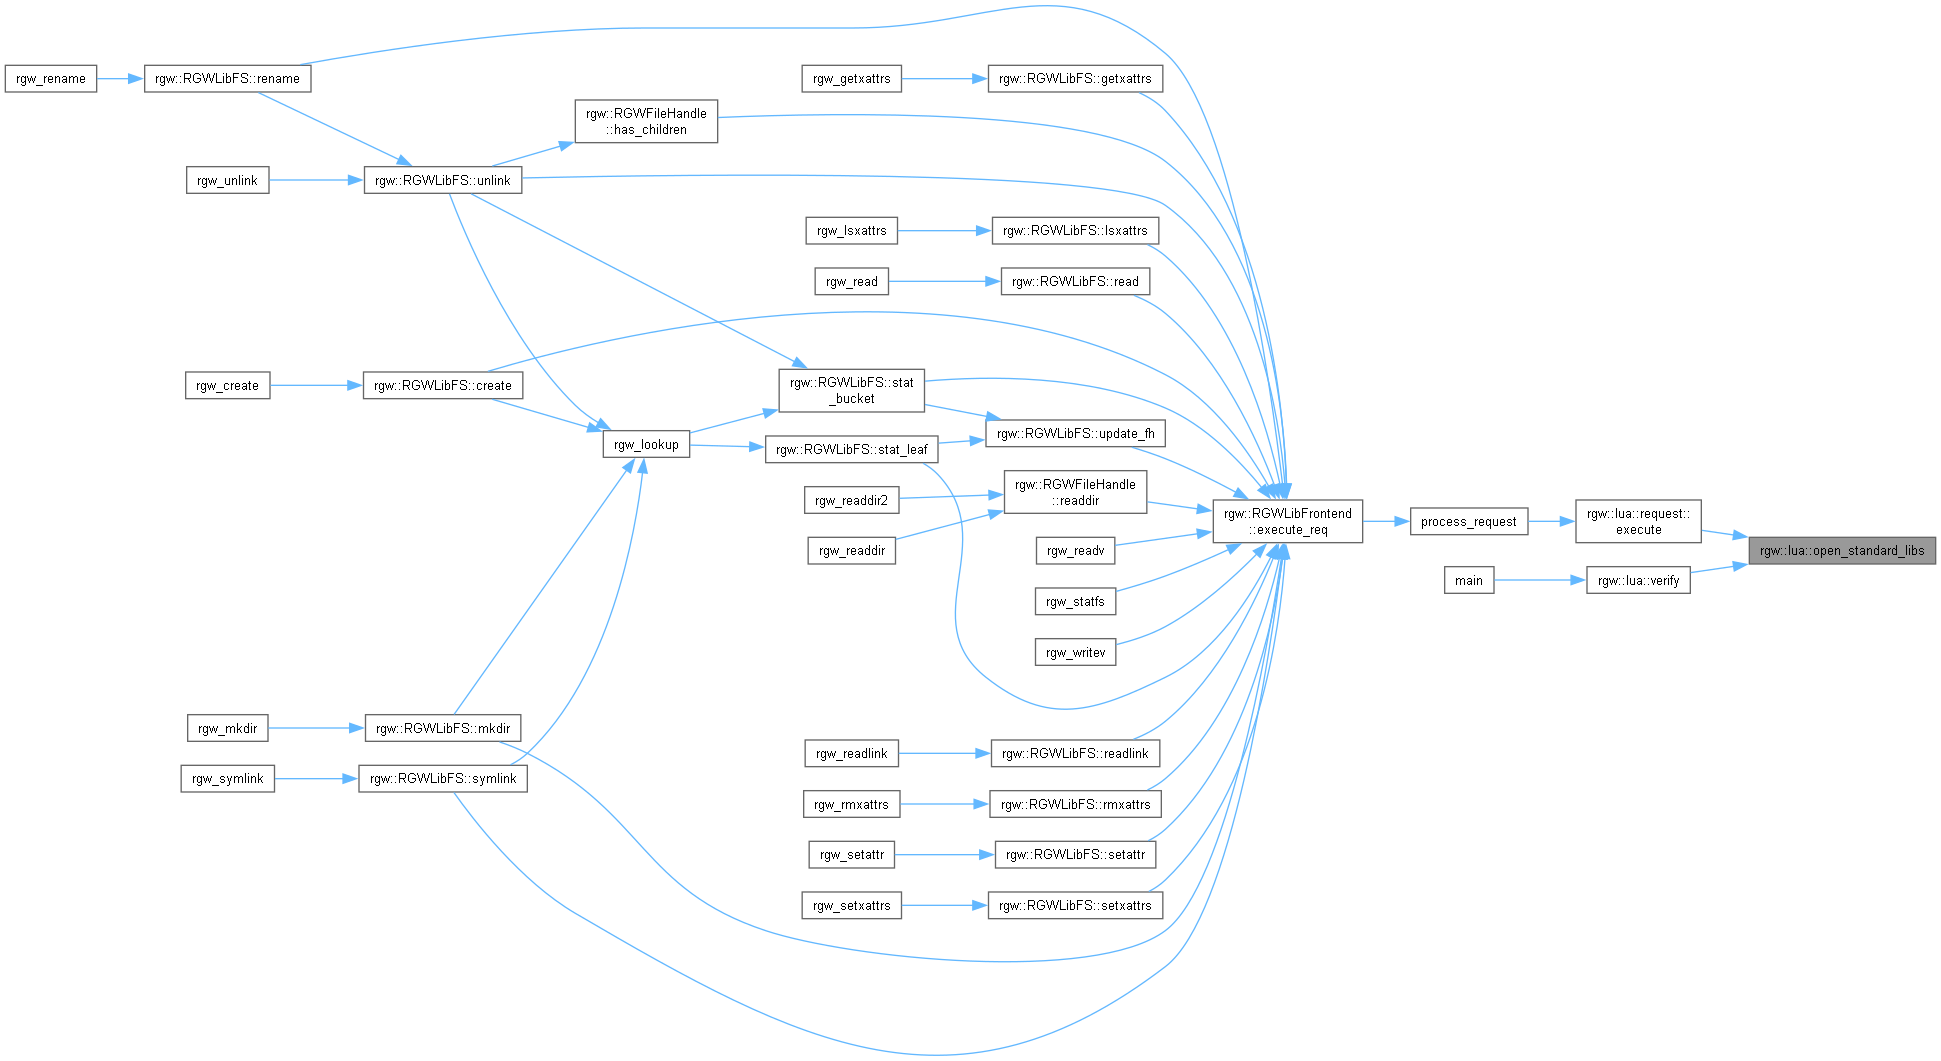 rgw_rename
rgw::RGWLibFS::rename
rgw_getxattrs
rgw::RGWLibFS::getxattrs
rgw::RGWFileHandle
::has_children
rgw_unlink
rgw::RGWLibFS::unlink
rgw_lsxattrs
rgw::RGWLibFS::lsxattrs
rgw_read
rgw::RGWLibFS::read
rgw_create
rgw::RGWLibFS::create
rgw::RGWLibFS::stat
_bucket
rgw_lookup
rgw::RGWLibFS::stat_leaf
rgw::RGWLibFS::update_fh
rgw_readdir2
rgw::RGWFileHandle
::readdir
rgw_readdir
rgw_readv
rgw_statfs
rgw_writev
rgw::RGWLibFrontend
::execute_req
process_request
rgw::lua::request::
execute
rgw::lua::open_standard_libs
main
rgw::lua::verify
rgw_mkdir
rgw::RGWLibFS::mkdir
rgw_readlink
rgw::RGWLibFS::readlink
rgw_symlink
rgw::RGWLibFS::symlink
rgw_rmxattrs
rgw::RGWLibFS::rmxattrs
rgw_setattr
rgw::RGWLibFS::setattr
rgw_setxattrs
rgw::RGWLibFS::setxattrs